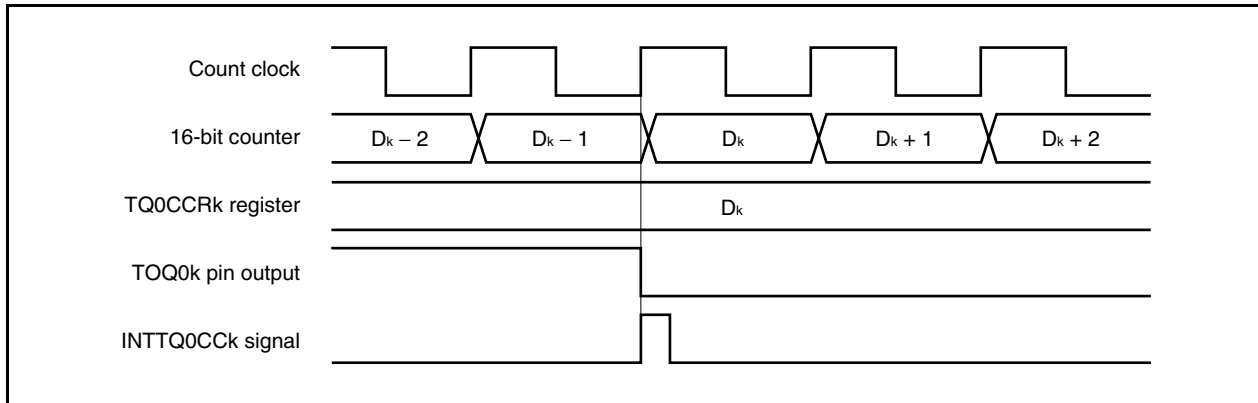 Count clock
16-bit counter
Dk − 2 Dk − 1 Dk Dk + 1 Dk + 2
TQ0CCRk register
Dk
TOQ0k pin output
INTTQ0CCk signal